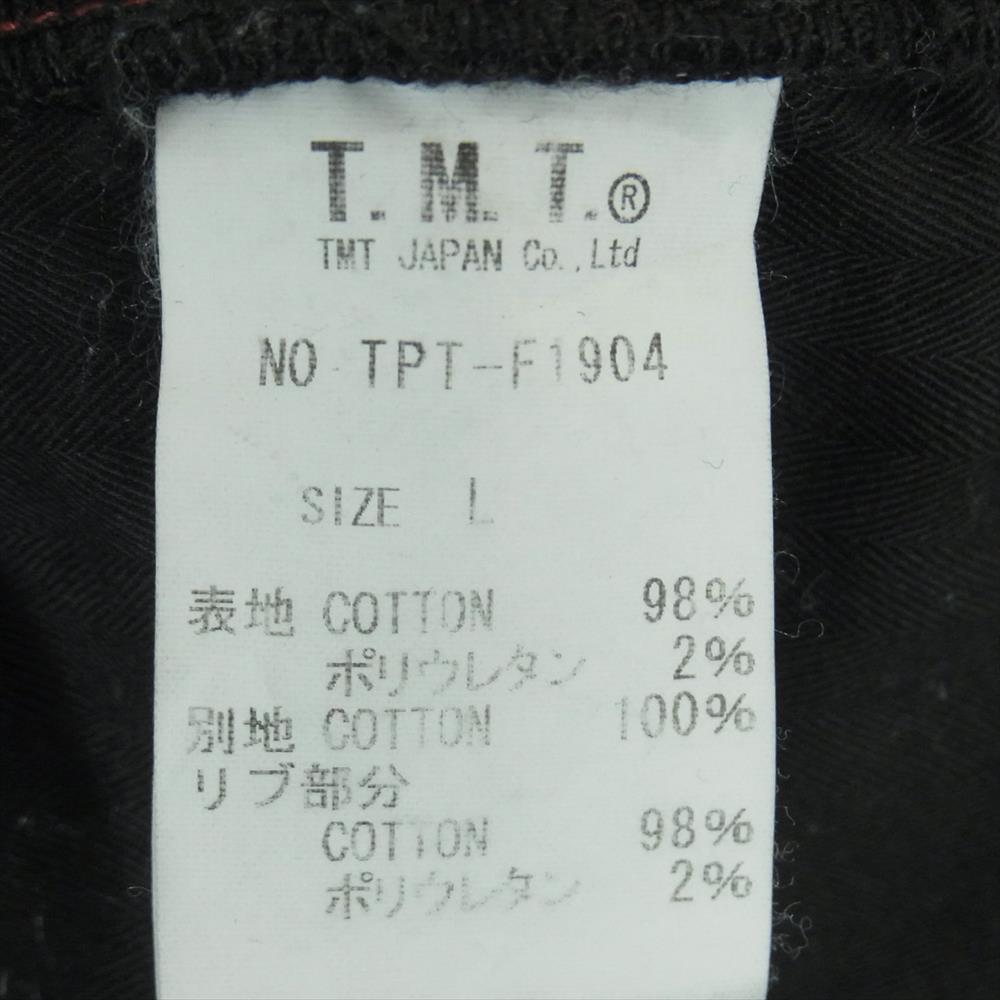 T.M.T.®
TMT JAPAN Co.,Ltd
NO TPT-F1904
SIZE L
表地 COTTON 98%
ポリウレタン 2%
別地 COTTON 100%
リブ部分
COTTON 98%
ポリウレタン 2%